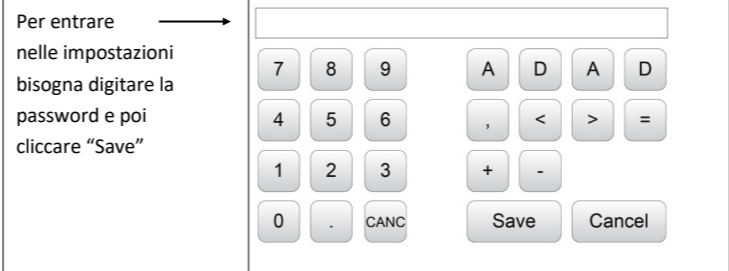 Per entrare
nelle impostazioni
bisogna digitare la
password e poi
cliccare “Save”
7 8 9 A D A D
4 5 6 , < > =
1 2 3 + -
0 . CANC Save Cancel